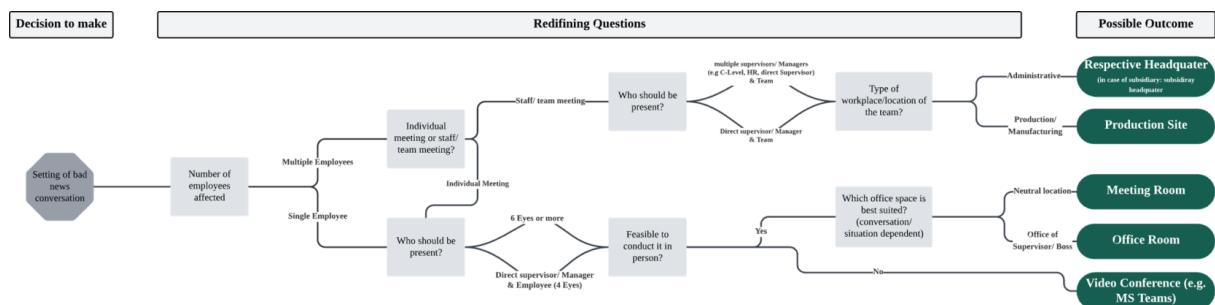 Decision to make
Redifining Questions
Possible Outcome
Setting of bad
news
conversation
Number of
employees
affected
Multiple Employees
Single Employee
Individual
meeting or staff/
team meeting?
Staff/ team meeting
Individual Meeting
Who should be
present?
multiple supervisors/ Managers
(e.g C-Level, HR, direct Supervisor)
& Team
Direct supervisor/ Manager
& Team
Type of
workplace/location of
the team?
Administrative
Production/
Manufacturing
Respective Headquater
(in case of subsidiary: subsidiray
headquater
Production Site
Who should be
present?
6 Eyes or more
Direct supervisor/ Manager
& Employee (4 Eyes)
Feasible to
conduct it in
person?
Yes
No
Which office space is
best suited?
(conversation/
situation dependent)
Neutral location
Office of
Supervisor/ Boss
Meeting Room
Office Room
Video Conference (e.g.
MS Teams)